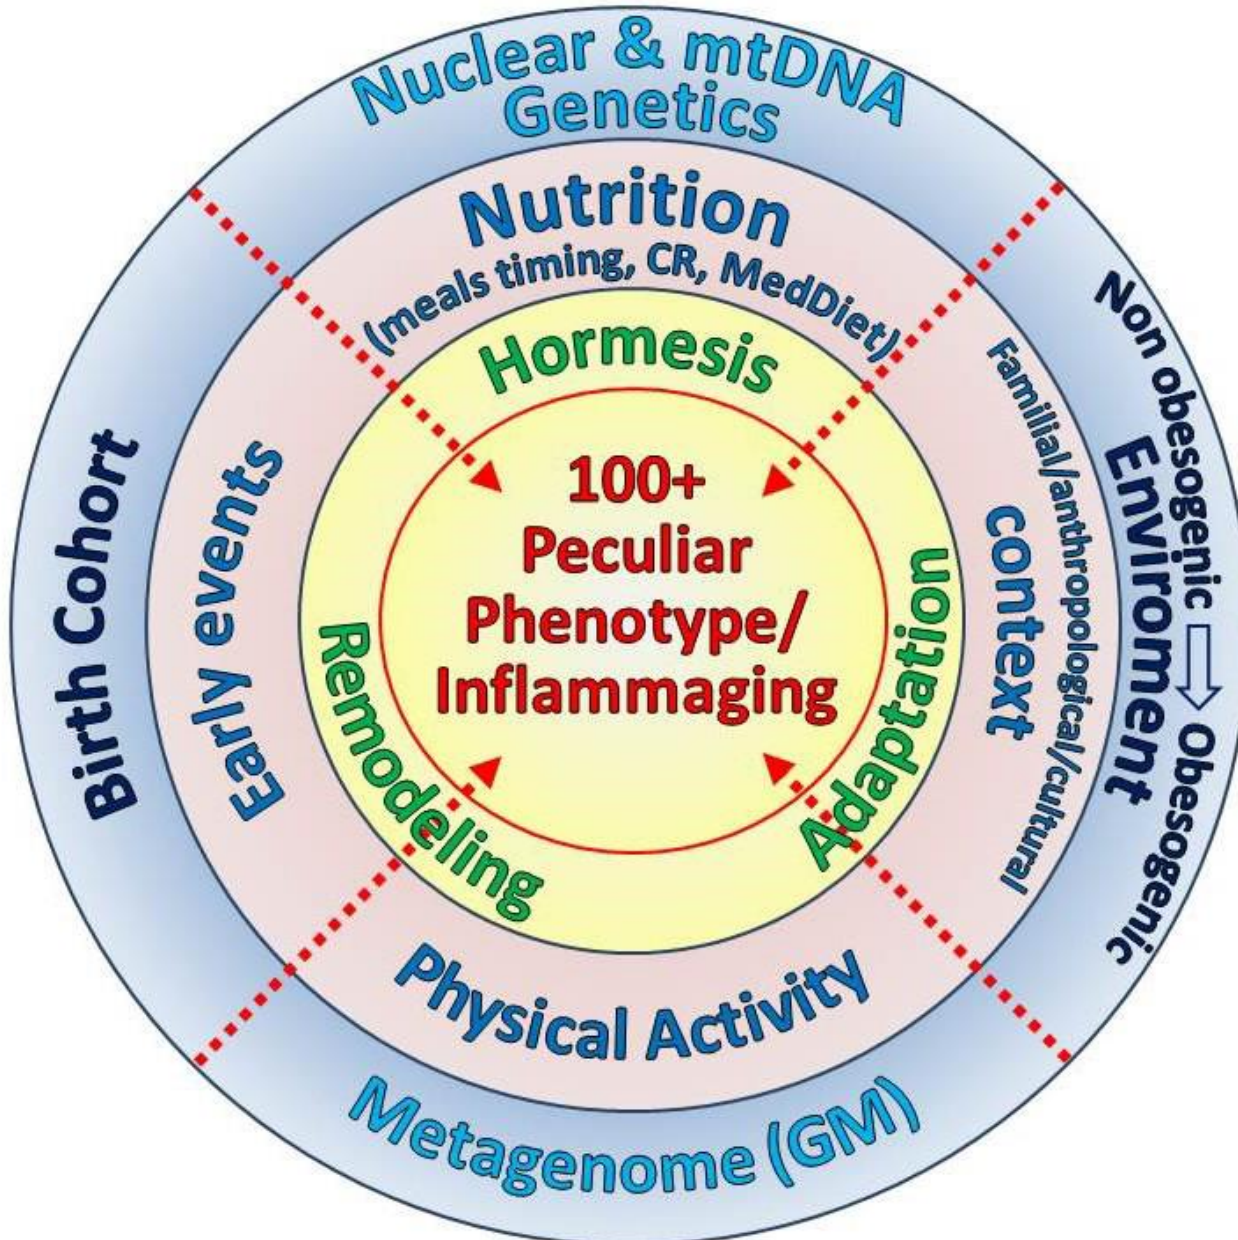 Nuclear & mtDNA
Genetics
Nutrition
(meals timing, CR, MedDiet)
Hormesis
100+
Peculiar
Phenotype/
Inflammaging
Remodeling
Adaptation
Early events
Birth Cohort
Familial/anthropological/cultural
context
Non obesogenic ⇨ Obesogenic
Enviroment
Physical Activity
Metagenome (GM)